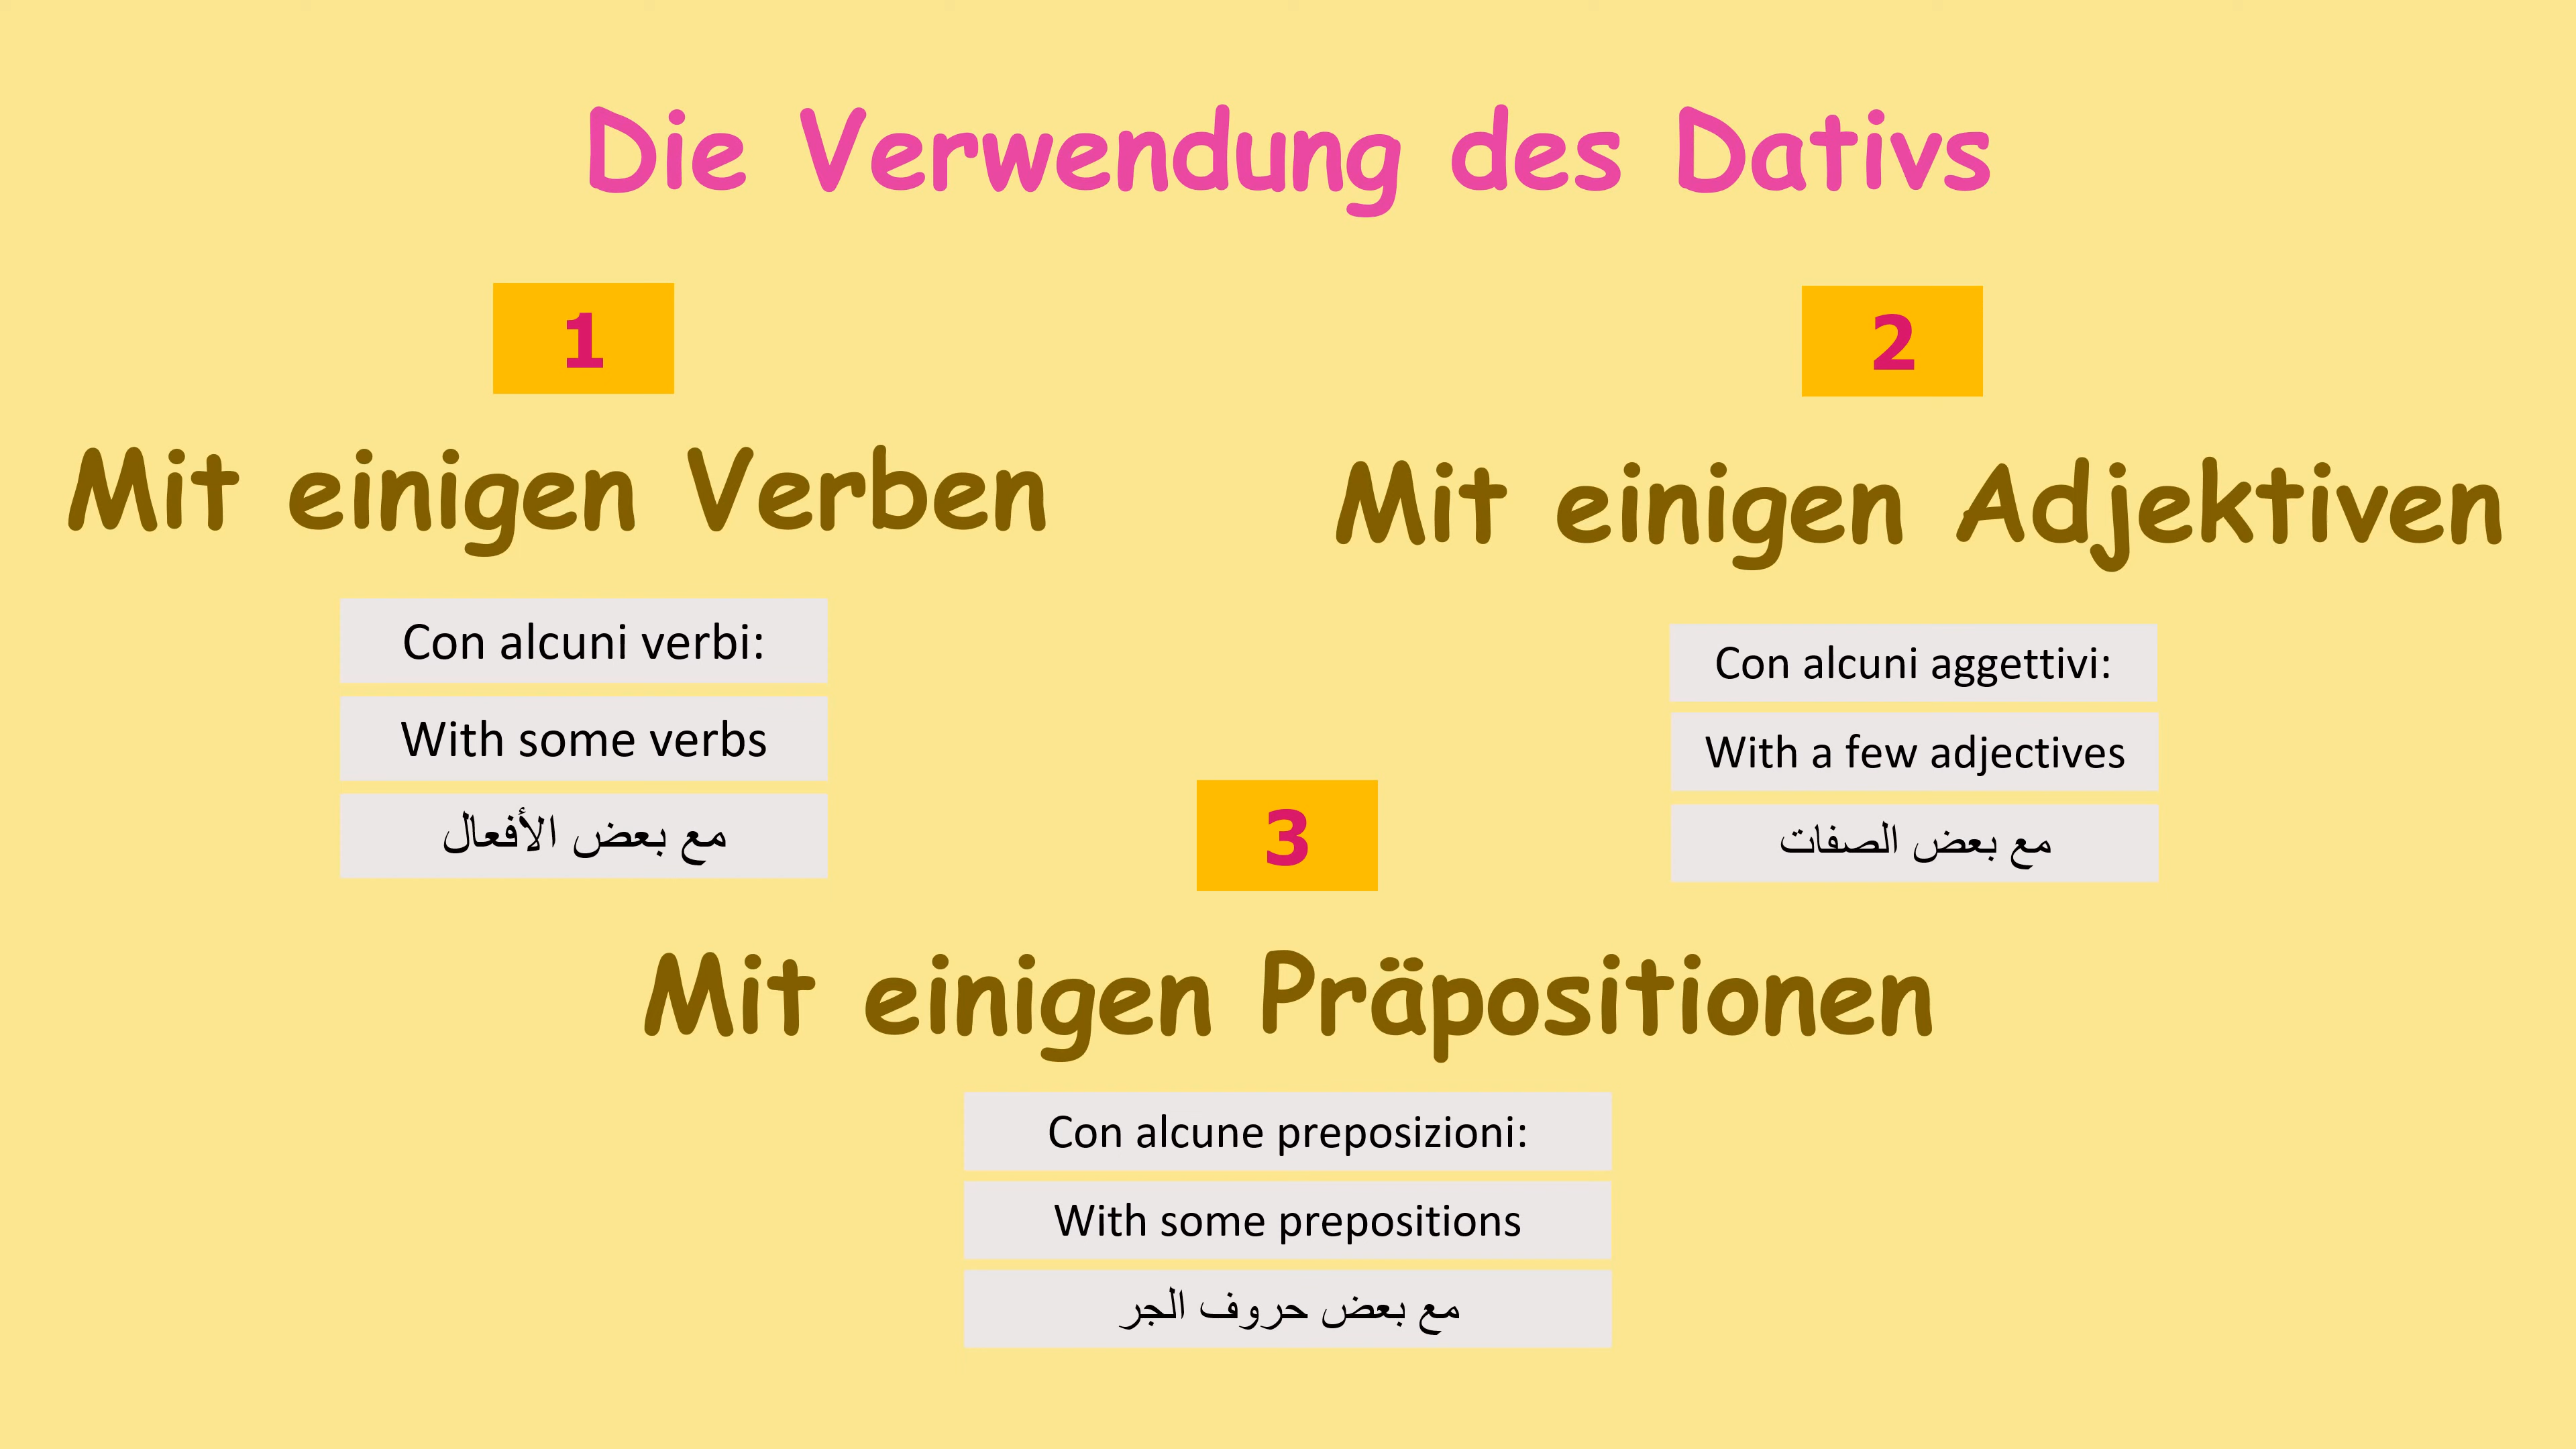 Die Verwendung des Dativs
1
Mit einigen Verben
Con alcuni verbi:
With some verbs
مع بعض الأفعال
2
Mit einigen Adjektiven
Con alcuni aggettivi:
With a few adjectives
مع بعض الصفات
3
Mit einigen Präpositionen
Con alcune preposizioni:
With some prepositions
مع بعض حروف الجر